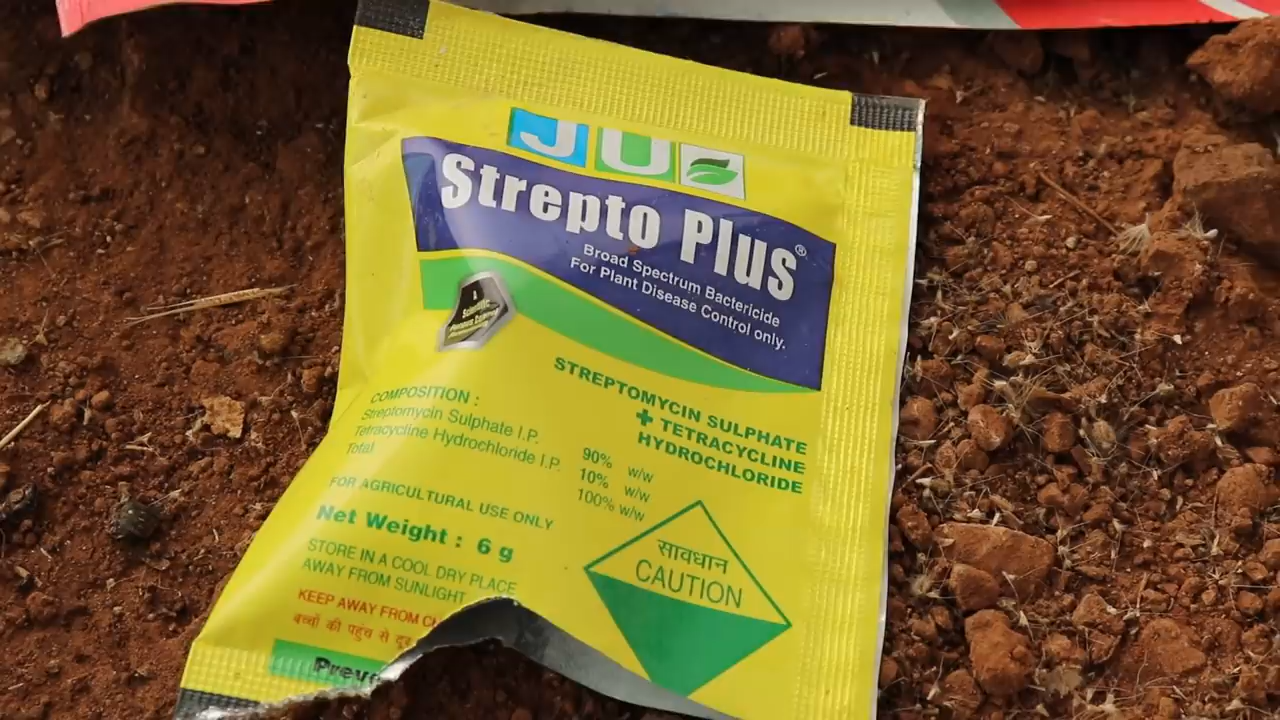 JU
Strepto Plus®
Broad Spectrum Bactericide
For Plant Disease Control only.
STREPTOMYCIN SULPHATE
+ TETRACYCLINE
HYDROCHLORIDE
COMPOSITION :
Streptomycin Sulphate I.P. 90% w/w
Tetracycline Hydrochloride I.P. 10% w/w
Total 100% w/w
FOR AGRICULTURAL USE ONLY
Net Weight : 6 g
STORE IN A COOL DRY PLACE
AWAY FROM SUNLIGHT
KEEP AWAY FROM
बच्चों की पहुंच से दूर
सावधान
CAUTION